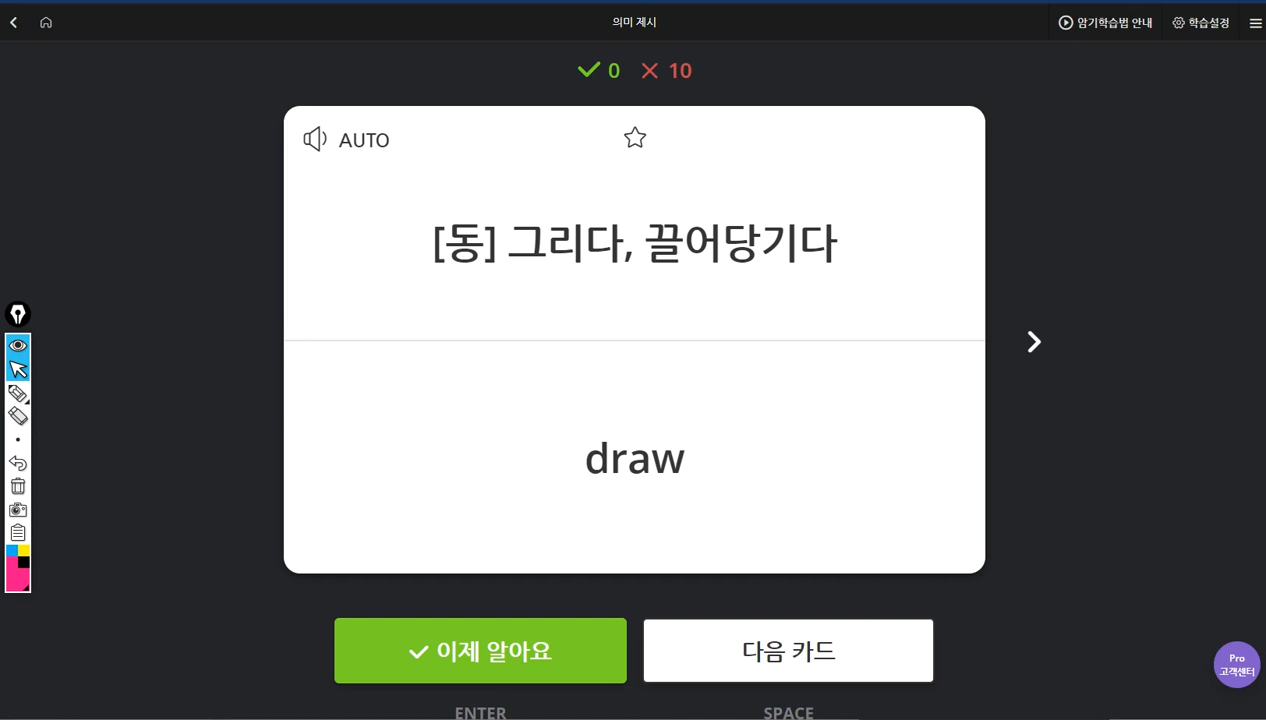 의미 제시
암기학습법 안내
학습설정
0 10
AUTO
[동] 그리다, 끌어당기다
draw
이제 알아요
다음 카드
Pro
고객센터
ENTER
SPACE